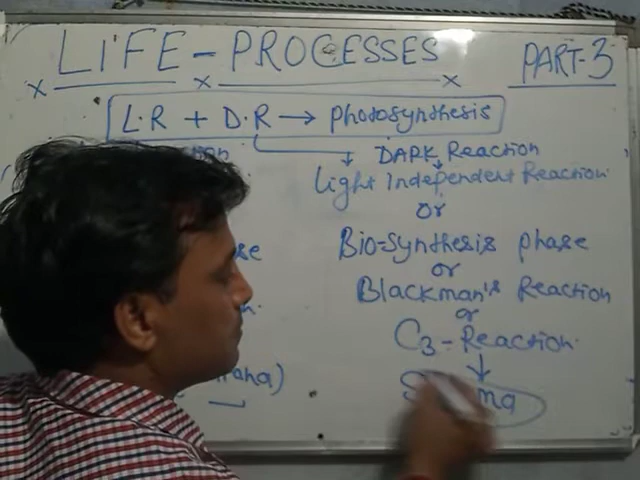 LIFE - PROCESSES
PART-3
L.R + D.R → Photosynthesis
DARK Reaction
Light Independent Reaction
or
Bio-Synthesis phase
or
Blackman's Reaction
or
C3-Reaction